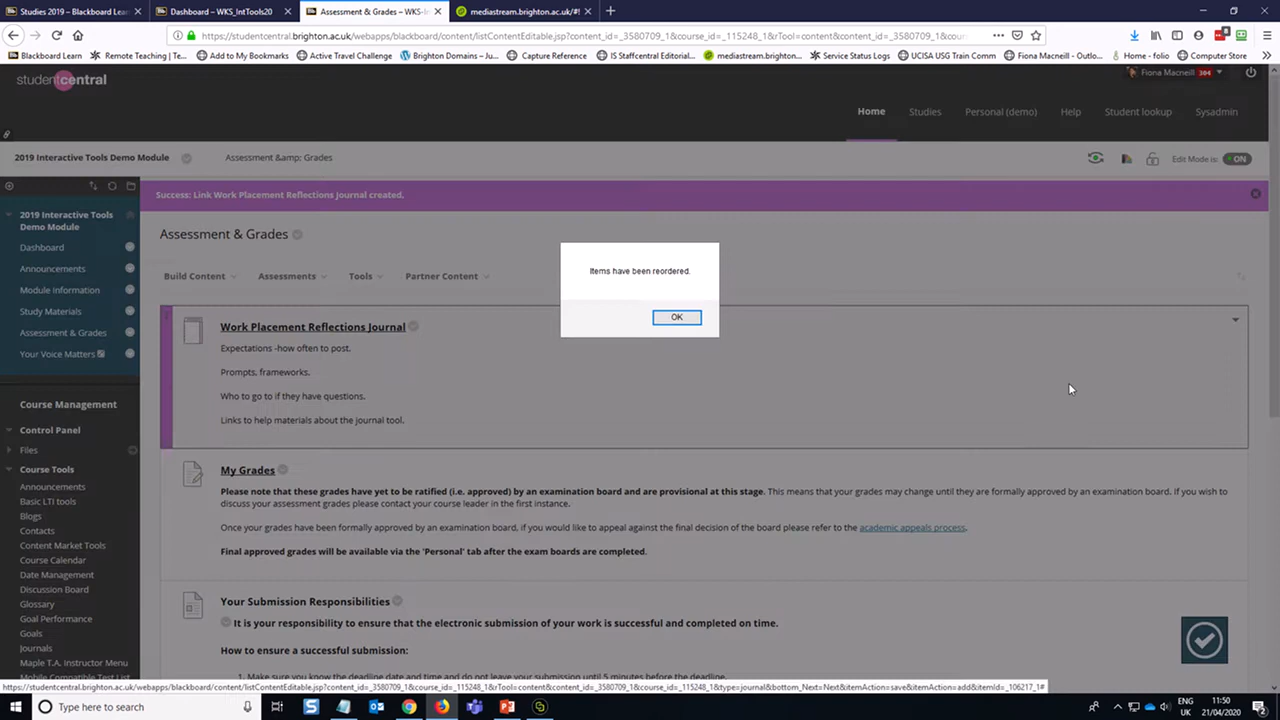 Studies 2019 – Blackboard Lear
Dashboard – WKS_IntTools20
Assessment & Grades – WKS-I
mediastream.brighton.ac.uk/#!
https://studentcentral.brighton.ac.uk/webapps/blackboard/content/listContentEditable.jsp?content_id=_3580709_1&course_id=_115248_1&rTool=content&content_id=_3580709_1&cou
Blackboard Learn
Remote Teaching | Te...
Add to My Bookmarks
Active Travel Challenge
Brighton Domains – Ju...
Capture Reference
IS Staffcentral Editorial...
mediastream.brighton...
Service Status Logs
UCISA USG Train Comm
Fiona Macneill - Outlo...
Home - folio
Computer Store
studentcentral
Fiona Macneill 304
Home
Studies
Personal (demo)
Help
Student lookup
Sysadmin
2019 Interactive Tools Demo Module
Assessment &amp; Grades
Edit Mode is: ON
Success: Link Work Placement Reflections Journal created.
2019 Interactive Tools
Demo Module
Dashboard
Announcements
Module Information
Study Materials
Assessment & Grades
Your Voice Matters
Course Management
Control Panel
Files
Course Tools
Announcements
Basic LTI tools
Blogs
Contacts
Content Market Tools
Course Calendar
Date Management
Discussion Board
Glossary
Goal Performance
Goals
Journals
Maple T.A. Instructor Menu
Mobile Compatible Test List
Assessment & Grades
Build Content
Assessments
Tools
Partner Content
Items have been reordered.
OK
Work Placement Reflections Journal
Expectations -how often to post.
Prompts, frameworks.
Who to go to if they have questions.
Links to help materials about the journal tool.
My Grades
Please note that these grades have yet to be ratified (i.e. approved) by an examination board and are provisional at this stage. This means that your grades may change until they are formally approved by an examination board. If you wish to
discuss your assessment grades please contact your course leader in the first instance.
Once your grades have been formally approved by an examination board, if you would like to appeal against the final decision of the board please refer to the academic appeals process.
Final approved grades will be available via the 'Personal' tab after the exam boards are completed.
Your Submission Responsibilities
It is your responsibility to ensure that the electronic submission of your work is successful and completed on time.
How to ensure a successful submission:
1. Make sure you know the deadline date and time and do not leave your submission until 5 minutes before the deadline.
https://studentcentral.brighton.ac.uk/webapps/blackboard/content/listContentEditable.jsp?content_id=_3580709_1&course_id=_115248_1&rTool=content&content_id=_3580709_1&course_id=_115248_1&type=journal&bottom_Next=Next&itemAction=save&itemAction=add&itemId=_106217_1#
Type here to search
ENG
UK
11:50
21/04/2020